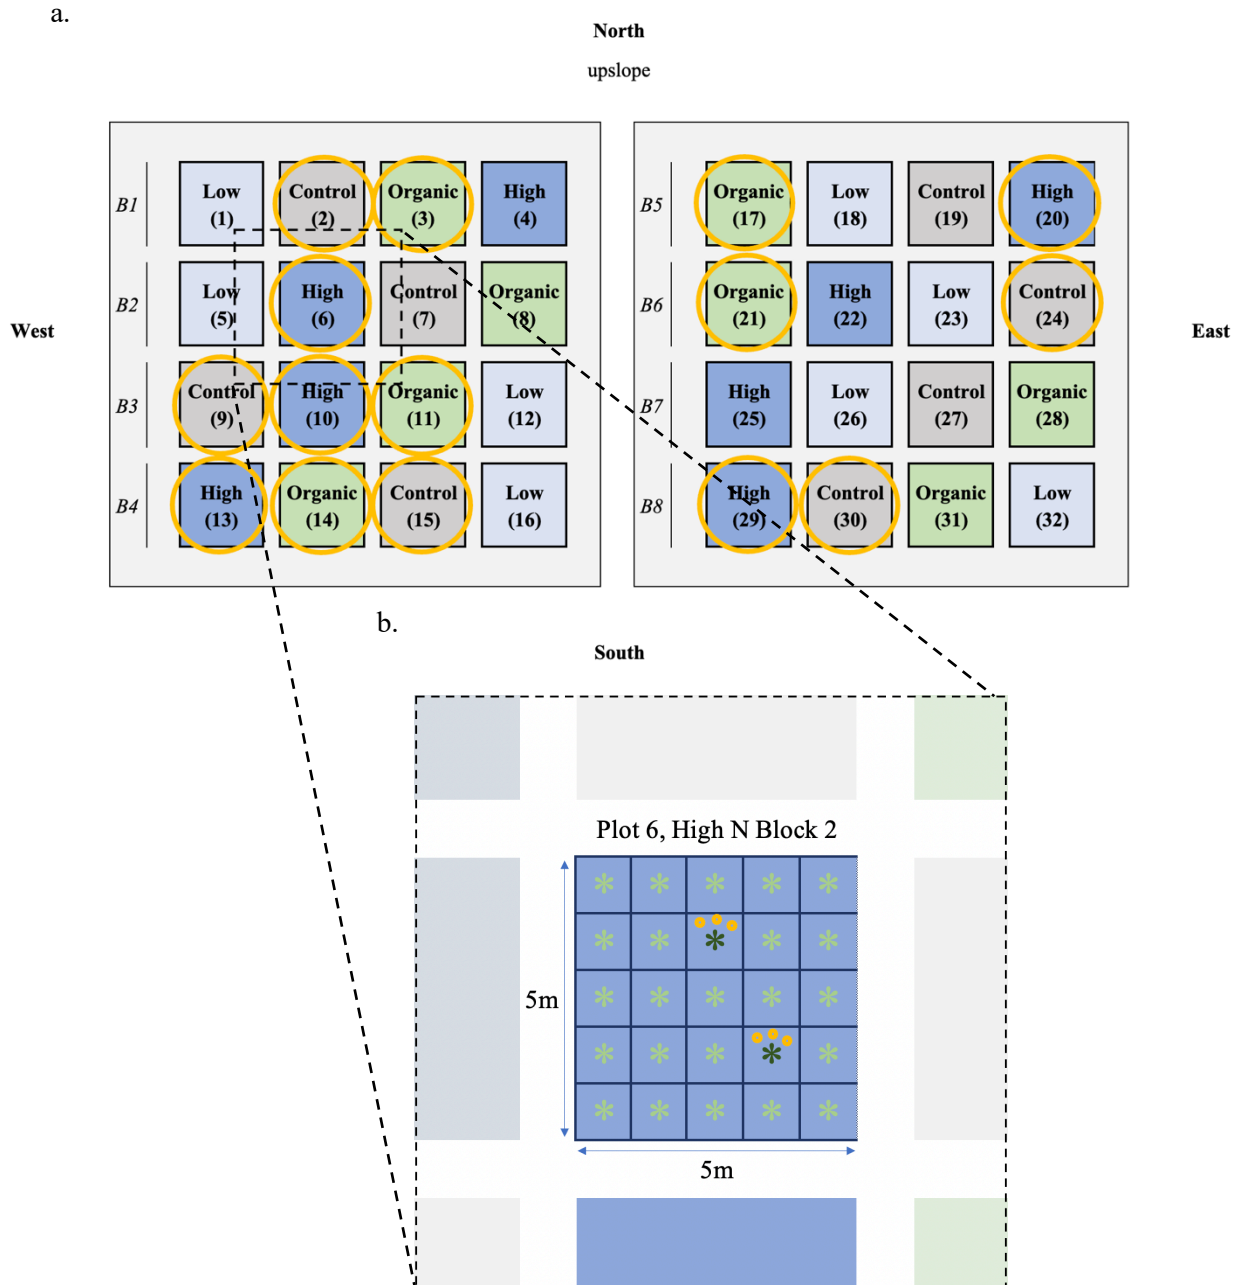 a.
North
upslope
B1
Low
(1)
Control
(2)
Organic
(3)
High
(4)
B2
Low
(5)
High
(6)
Control
(7)
Organic
(8)
B3
Control
(9)
High
(10)
Organic
(11)
Low
(12)
B4
High
(13)
Organic
(14)
Control
(15)
Low
(16)
B5
Organic
(17)
Low
(18)
Control
(19)
High
(20)
B6
Organic
(21)
High
(22)
Low
(23)
Control
(24)
B7
High
(25)
Low
(26)
Control
(27)
Organic
(28)
B8
High
(29)
Control
(30)
Organic
(31)
Low
(32)
West
East
b.
South
Plot 6, High N Block 2
5m
5m